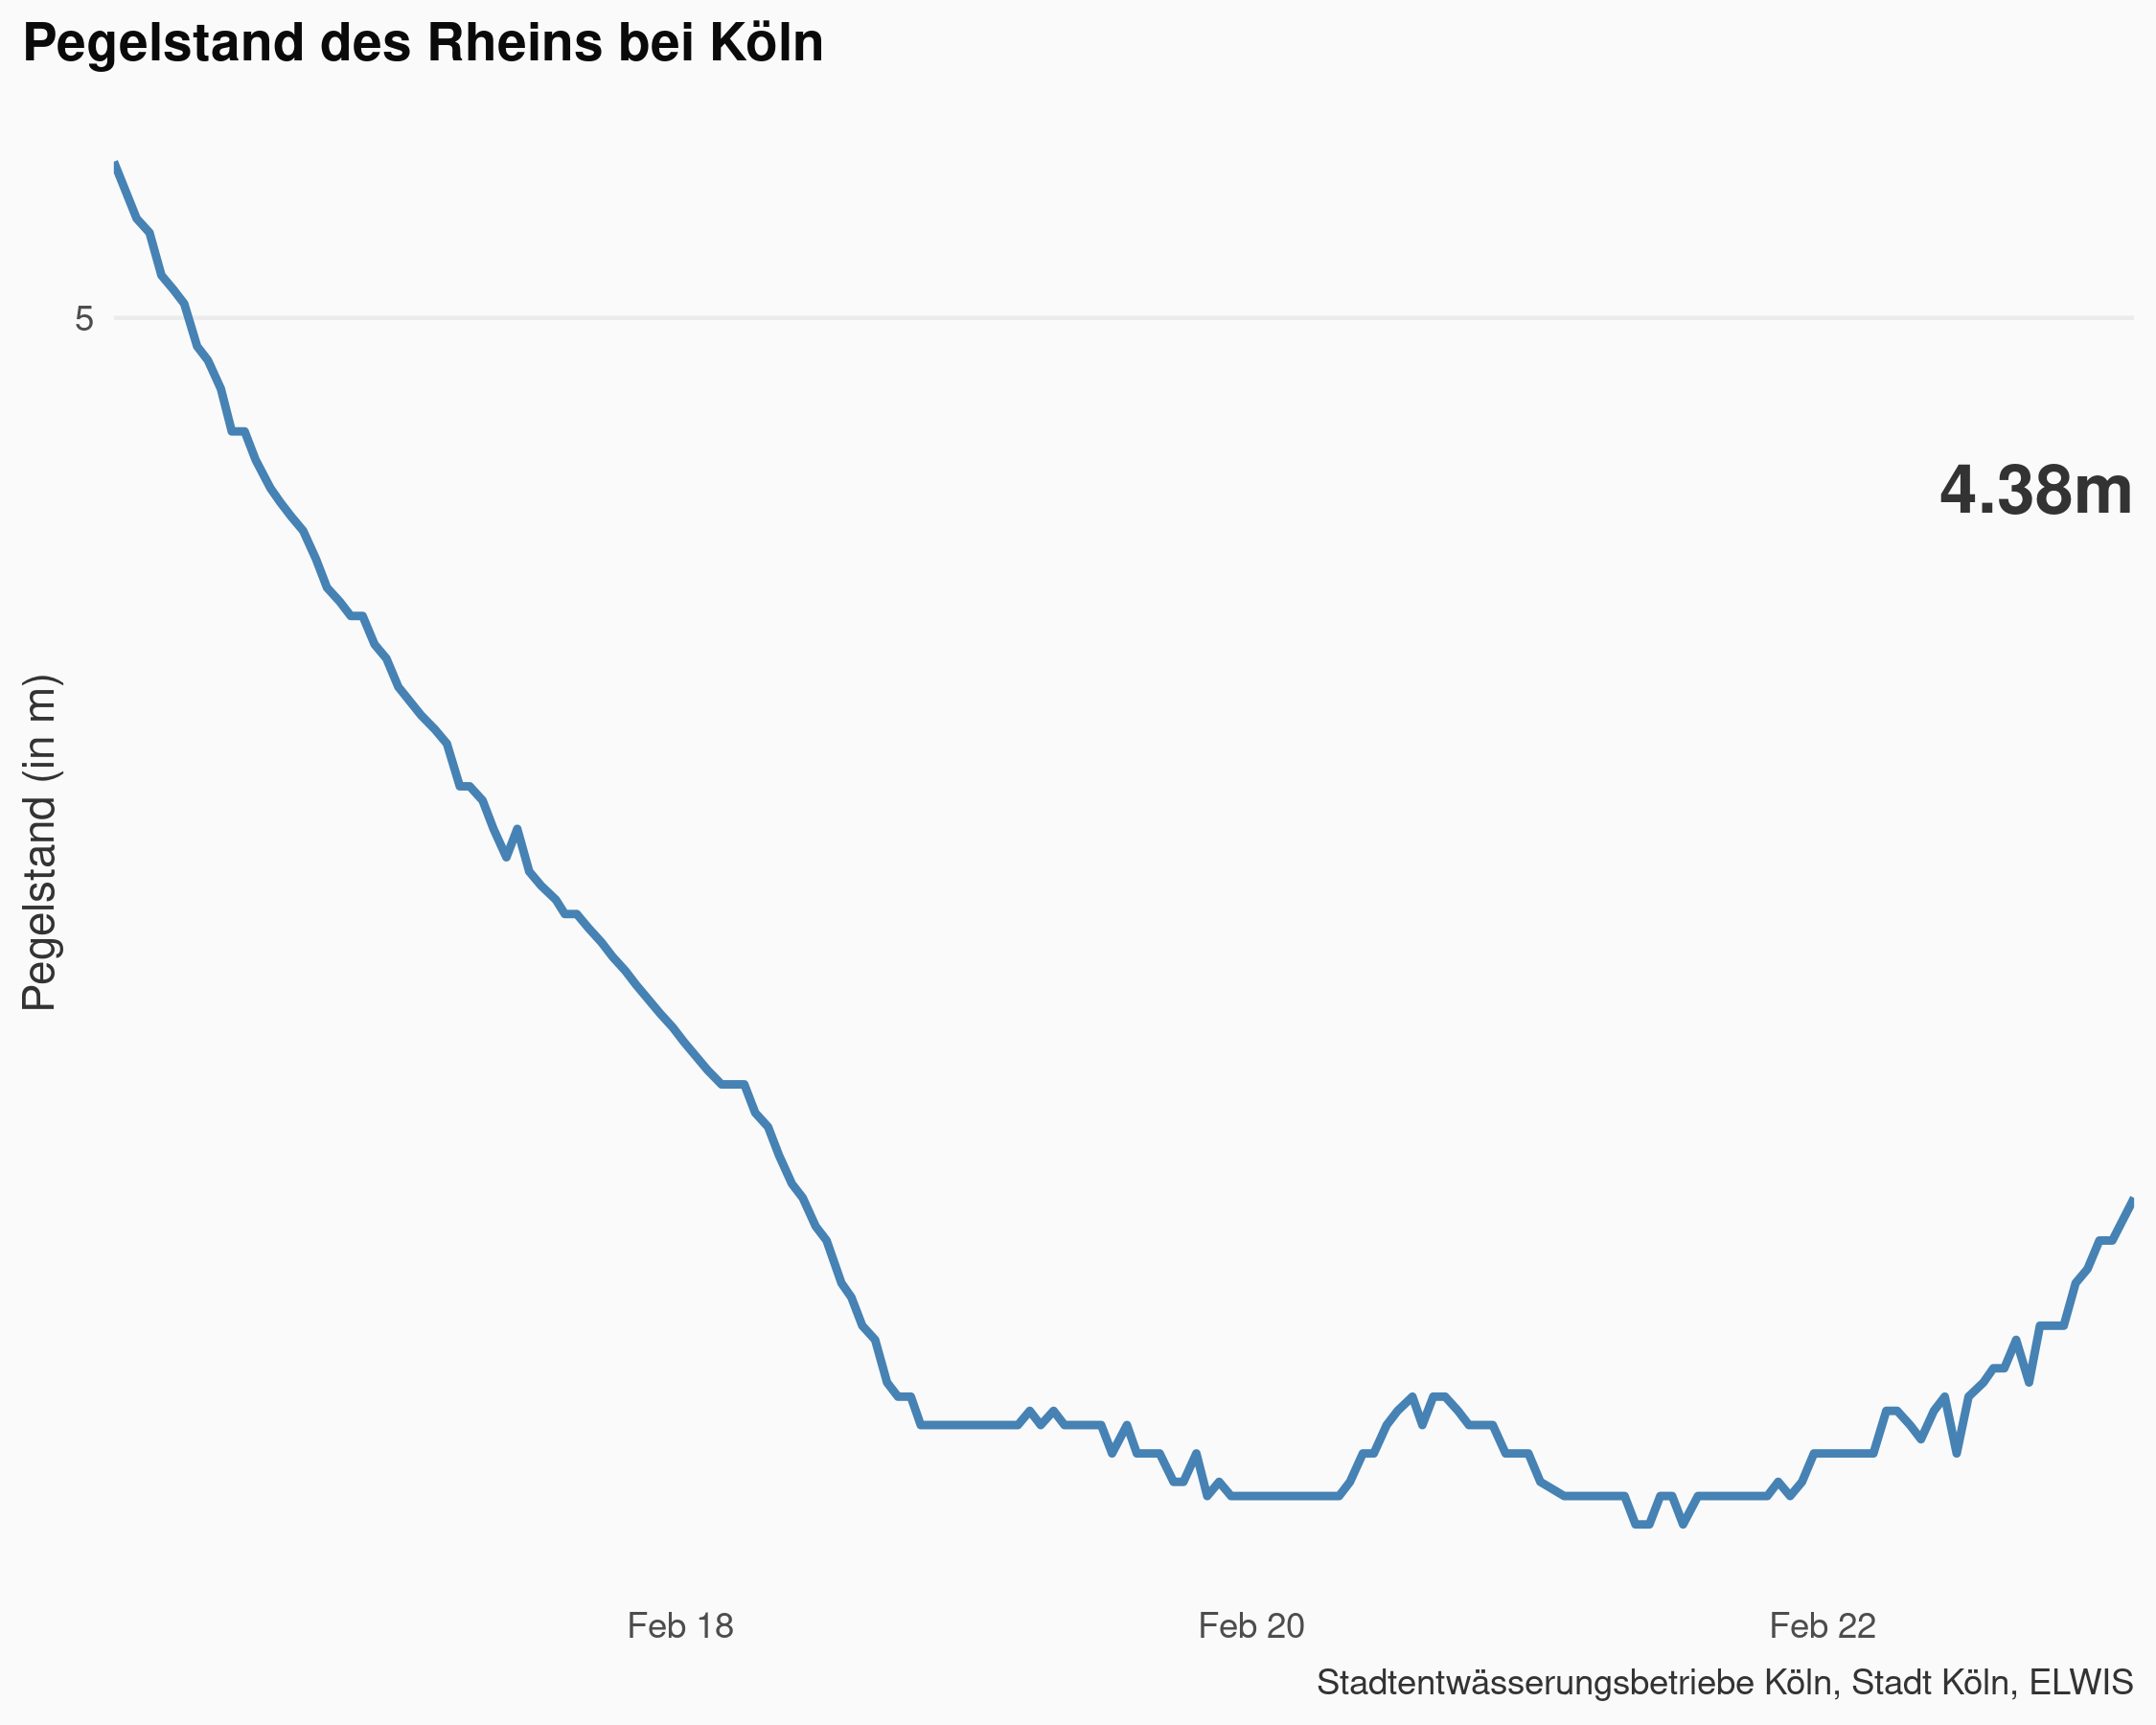 Pegelstand des Rheins bei Köln
5
4.38m
Pegelstand (in m)
Feb 18
Feb 20
Feb 22
Stadtentwässerungsbetriebe Köln, Stadt Köln, ELWIS